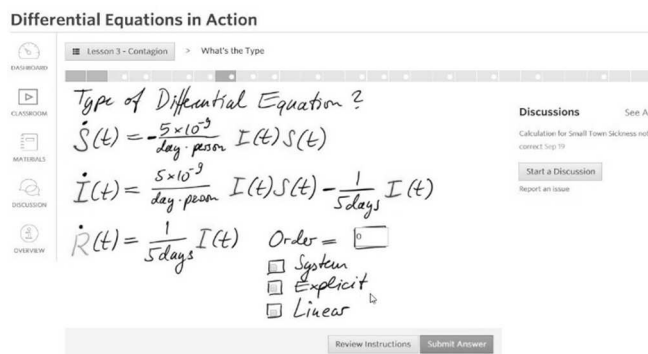 Differential Equations in Action
Lesson 3 - Contagion > What's the Type
DASHBOARD
CLASSROOM
MATERIALS
DISCUSSION
OVERVIEW
Type of Differential Equation?
Ṡ(t) = -5×10⁻⁹/day·person I(t)S(t)
İ(t) = 5×10⁻⁹/day·person I(t)S(t) - 1/5days I(t)
Ṙ(t) = 1/5days I(t)
Order = 0
System
Explicit
Linear
Discussions See A
Calculation for Small Town Sickness not
correct Sep 19
Start a Discussion
Report an issue
Review Instructions Submit Answer